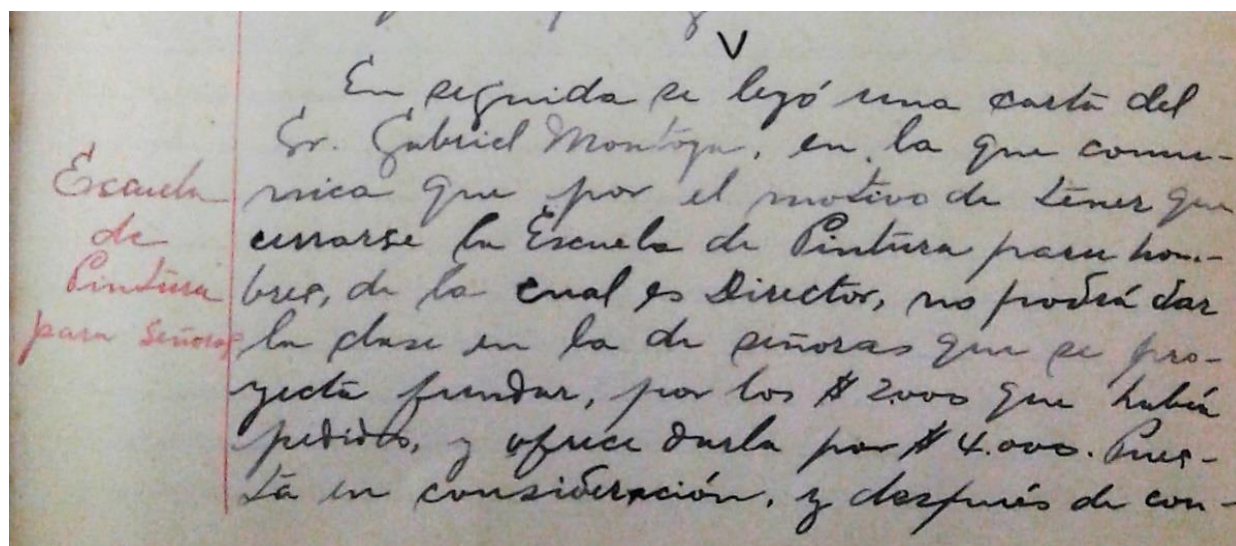 V
En seguida se leyó una carta del
Sr. Gabriel Montoya, en la que comu-
nica que por el motivo de tener que
cerrarse la Escuela de Pintura para hom-
bres, de la cual es Director, no podrá dar
la clase en la de señoras que se pro-
yecta fundar, por los $ 2.000 que había
pedidos, y ofrece darla por $ 4.000. Pues-
ta en consideración, y después de con-
Escuela
de
Pintura
para Señoras